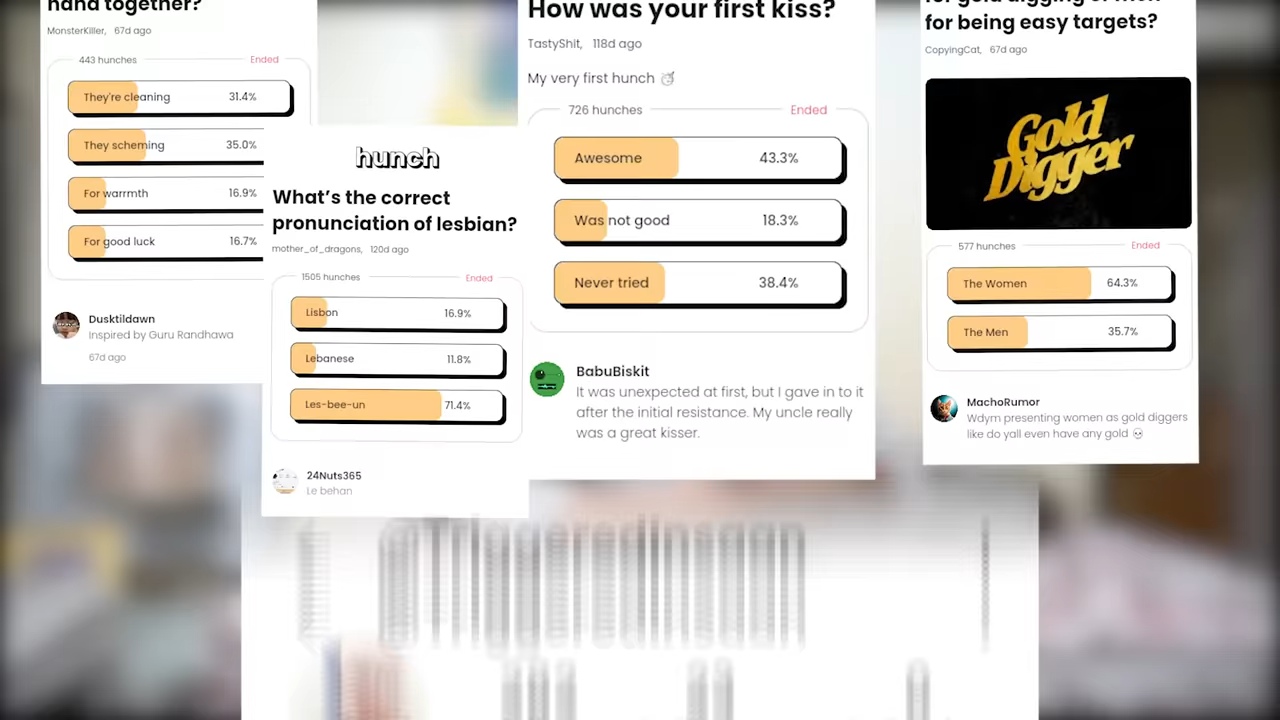 hand together?
MonsterKiller, 67d ago
443 hunches Ended
They're cleaning 31.4%
They scheming 35.0%
For warrmth 16.9%
For good luck 16.7%
Dusktildawn
Inspired by Guru Randhawa
67d ago
hunch
What's the correct
pronunciation of lesbian?
mother_of_dragons, 120d ago
1505 hunches Ended
Lisbon 16.9%
Lebanese 11.8%
Les-bee-un 71.4%
24Nuts365
Le behan
How was your first kiss?
TastyShit, 118d ago
My very first hunch 🥳
726 hunches Ended
Awesome 43.3%
Was not good 18.3%
Never tried 38.4%
BabuBiskit
It was unexpected at first, but I gave in to it
after the initial resistance. My uncle really
was a great kisser.
for gold digging or men
for being easy targets?
CopyingCat, 67d ago
Gold
Digger
577 hunches Ended
The Women 64.3%
The Men 35.7%
MachoRumor
Wdym presenting women as gold diggers
like do yall even have any gold 💀
@Triggeredinsaan